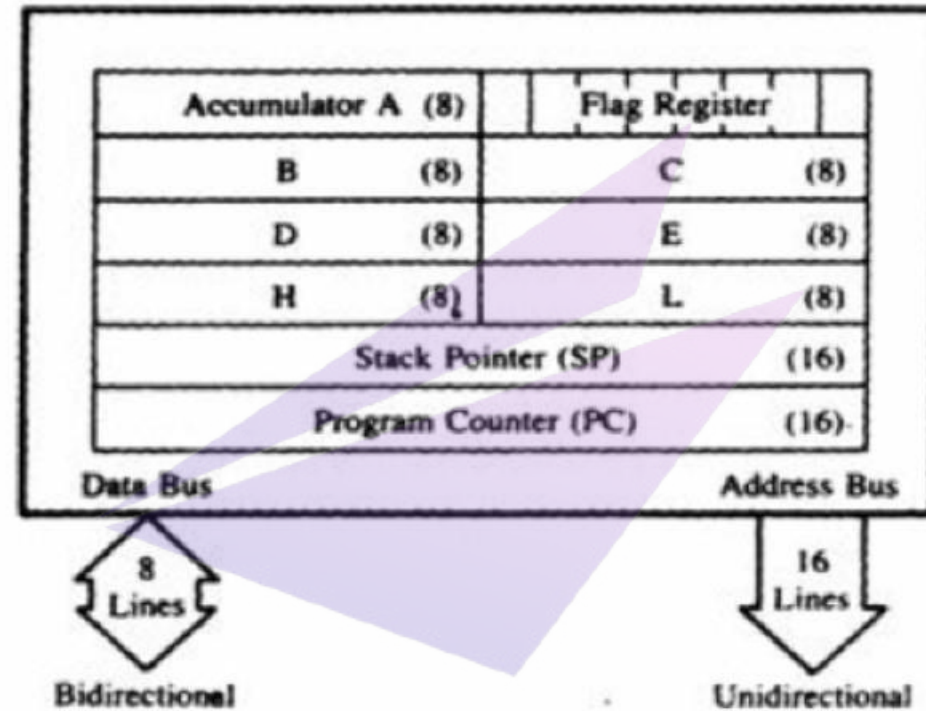 Accumulator A (8) Flag Register
B (8) C (8)
D (8) E (8)
H (8) L (8)
Stack Pointer (SP) (16)
Program Counter (PC) (16)
Data Bus Address Bus
8 Lines 16 Lines
Bidirectional Unidirectional